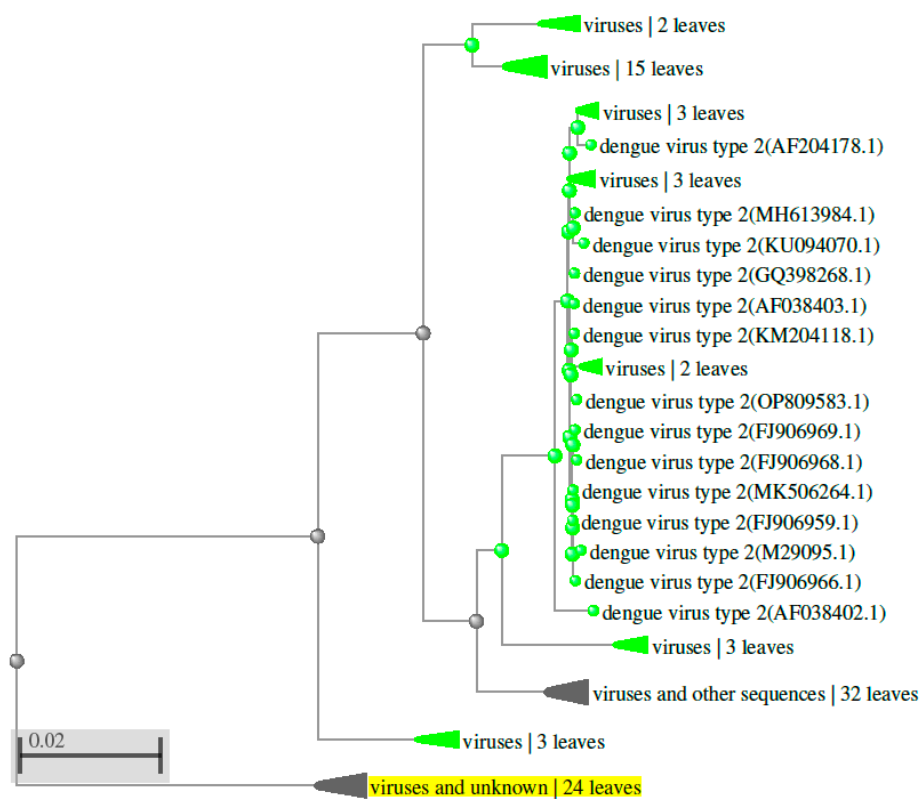 viruses | 2 leaves
viruses | 15 leaves
viruses | 3 leaves
dengue virus type 2(AF204178.1)
viruses | 3 leaves
dengue virus type 2(MH613984.1)
dengue virus type 2(KU094070.1)
dengue virus type 2(GQ398268.1)
dengue virus type 2(AF038403.1)
dengue virus type 2(KM204118.1)
viruses | 2 leaves
dengue virus type 2(OP809583.1)
dengue virus type 2(FJ906969.1)
dengue virus type 2(FJ906968.1)
dengue virus type 2(MK506264.1)
dengue virus type 2(FJ906959.1)
dengue virus type 2(M29095.1)
dengue virus type 2(FJ906966.1)
dengue virus type 2(AF038402.1)
viruses | 3 leaves
viruses and other sequences | 32 leaves
viruses | 3 leaves
0.02
viruses and unknown | 24 leaves